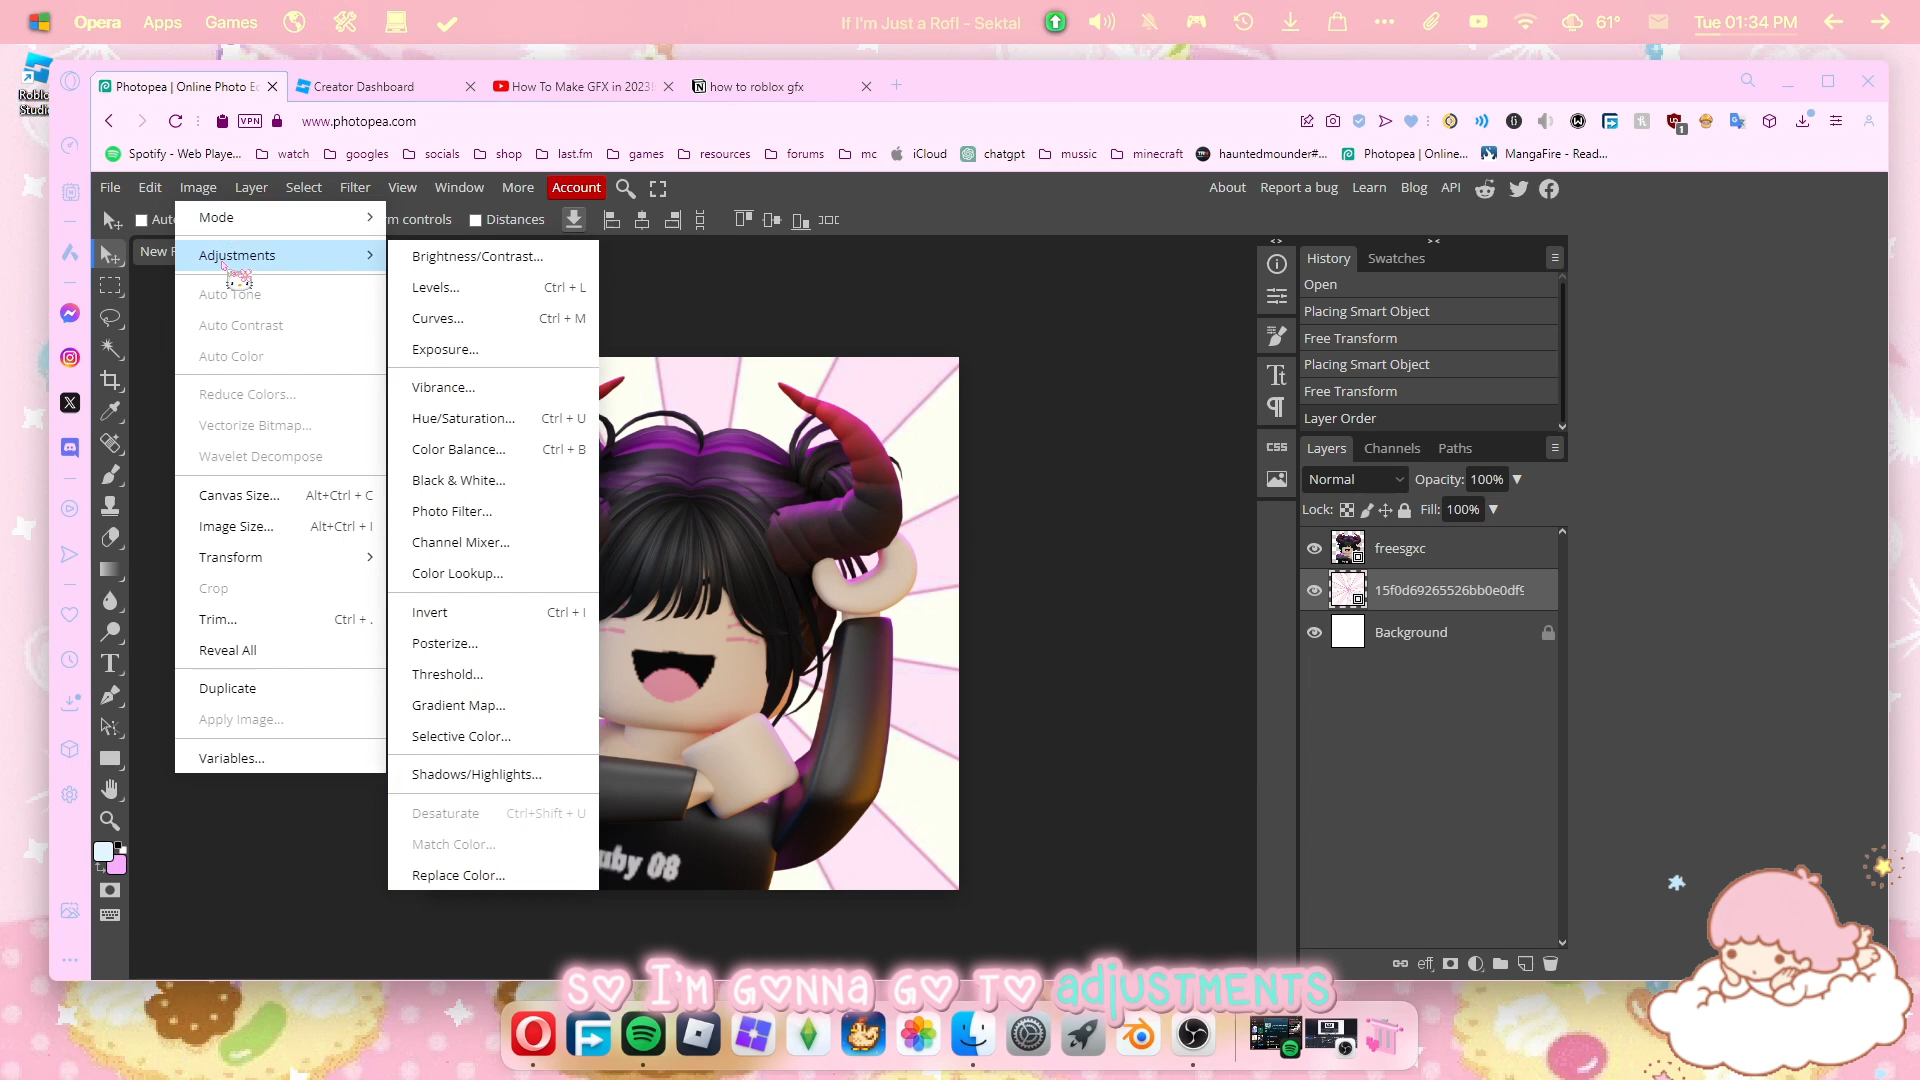 Opera Apps Games
If I'm Just a Rofl - Sektal
61°
Tue 01:34 PM
Photopea | Online Photo Ec
Creator Dashboard
How To Make GFX in 2023!
how to roblox gfx
VPN
www.photopea.com
Spotify - Web Playe... watch googles socials shop last.fm games resources forums mc iCloud chatgpt mussic minecraft hauntedmounder#... Photopea | Online... MangaFire - Read...
File Edit Image Layer Select Filter View Window More Account
About Report a bug Learn Blog API
m controls Distances
Mode
Adjustments
Auto Tone
Auto Contrast
Auto Color
Reduce Colors...
Vectorize Bitmap...
Wavelet Decompose
Canvas Size... Alt+Ctrl + C
Image Size... Alt+Ctrl + I
Transform
Crop
Trim... Ctrl + .
Reveal All
Duplicate
Apply Image...
Variables...
Brightness/Contrast...
Levels... Ctrl + L
Curves... Ctrl + M
Exposure...
Vibrance...
Hue/Saturation... Ctrl + U
Color Balance... Ctrl + B
Black & White...
Photo Filter...
Channel Mixer...
Color Lookup...
Invert Ctrl + I
Posterize...
Threshold...
Gradient Map...
Selective Color...
Shadows/Highlights...
Desaturate Ctrl+Shift + U
Match Color...
Replace Color...
uby 08
History Swatches
Open
Placing Smart Object
Free Transform
Placing Smart Object
Free Transform
Layer Order
Layers Channels Paths
Normal Opacity: 100%
Lock: Fill: 100%
freesgxc
15f0d69265526bb0e0df9
Background
CSS
eff
so I'm gonna go to adjustments